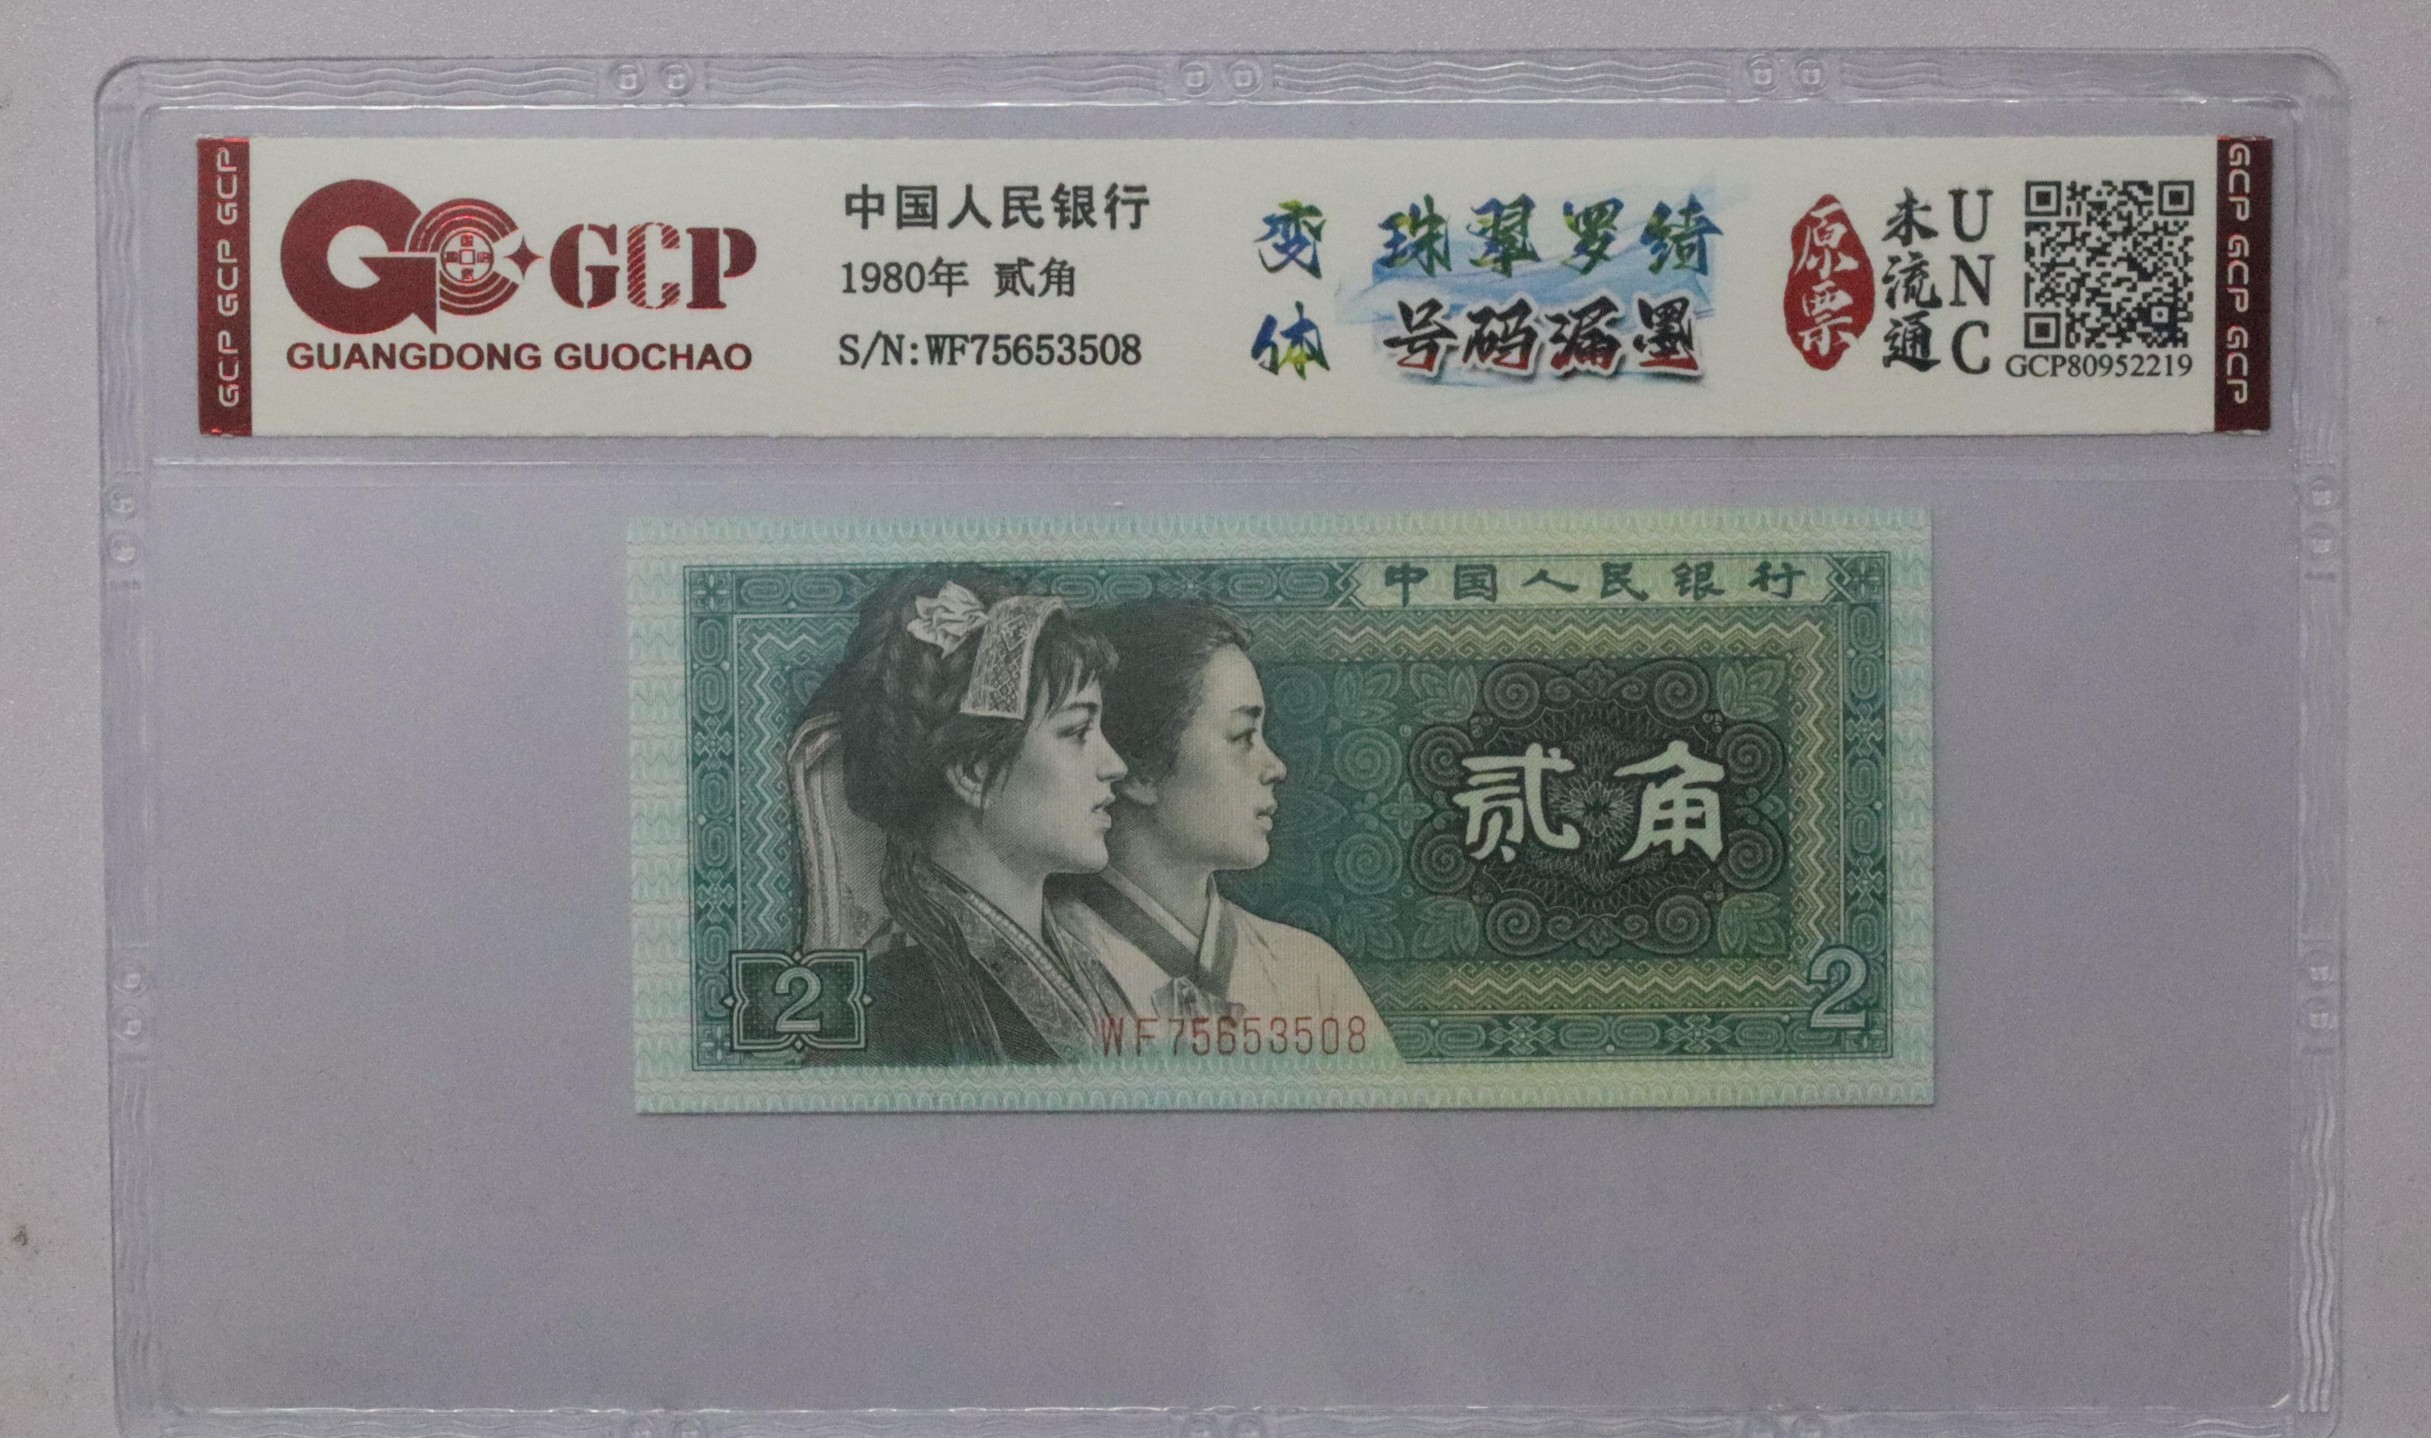 GCP GCP GCP
GCP
GUANGDONG GUOCHAO
中国人民银行
1980年 贰角
S/N:WF75653508
变体
珠翠罗绮
号码漏墨
原票
未流通
UNC
GCP80952219
GCP GCP GCP
中国人民银行
贰角
2
2
WF75653508